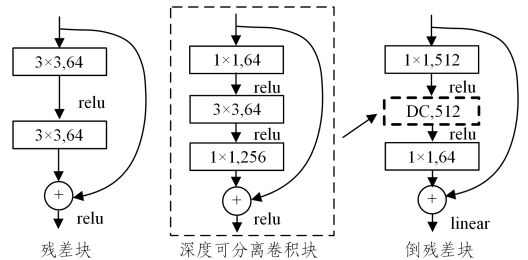 3×3,64
relu
3×3,64
+
relu
残差块
1×1,64
relu
3×3,64
relu
1×1,256
+
relu
深度可分离卷积块
1×1,512
relu
DC,512
relu
1×1,64
+
linear
倒残差块